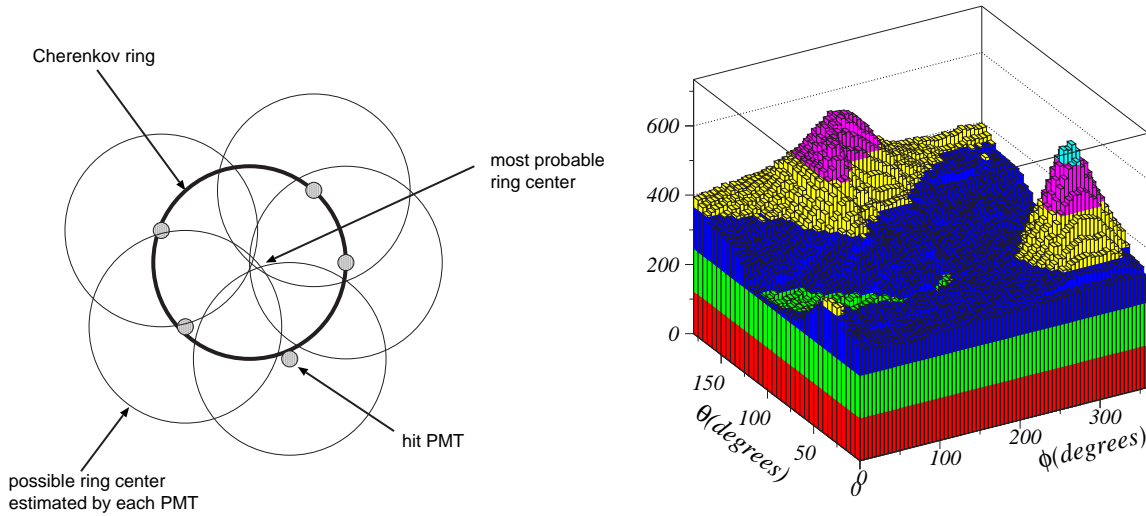 Cherenkov ring
most probable
ring center
hit PMT
possible ring center
estimated by each PMT
600
400
200
0
150
100
50
0
θ(degrees)
0
100
200
300
ϕ(degrees)